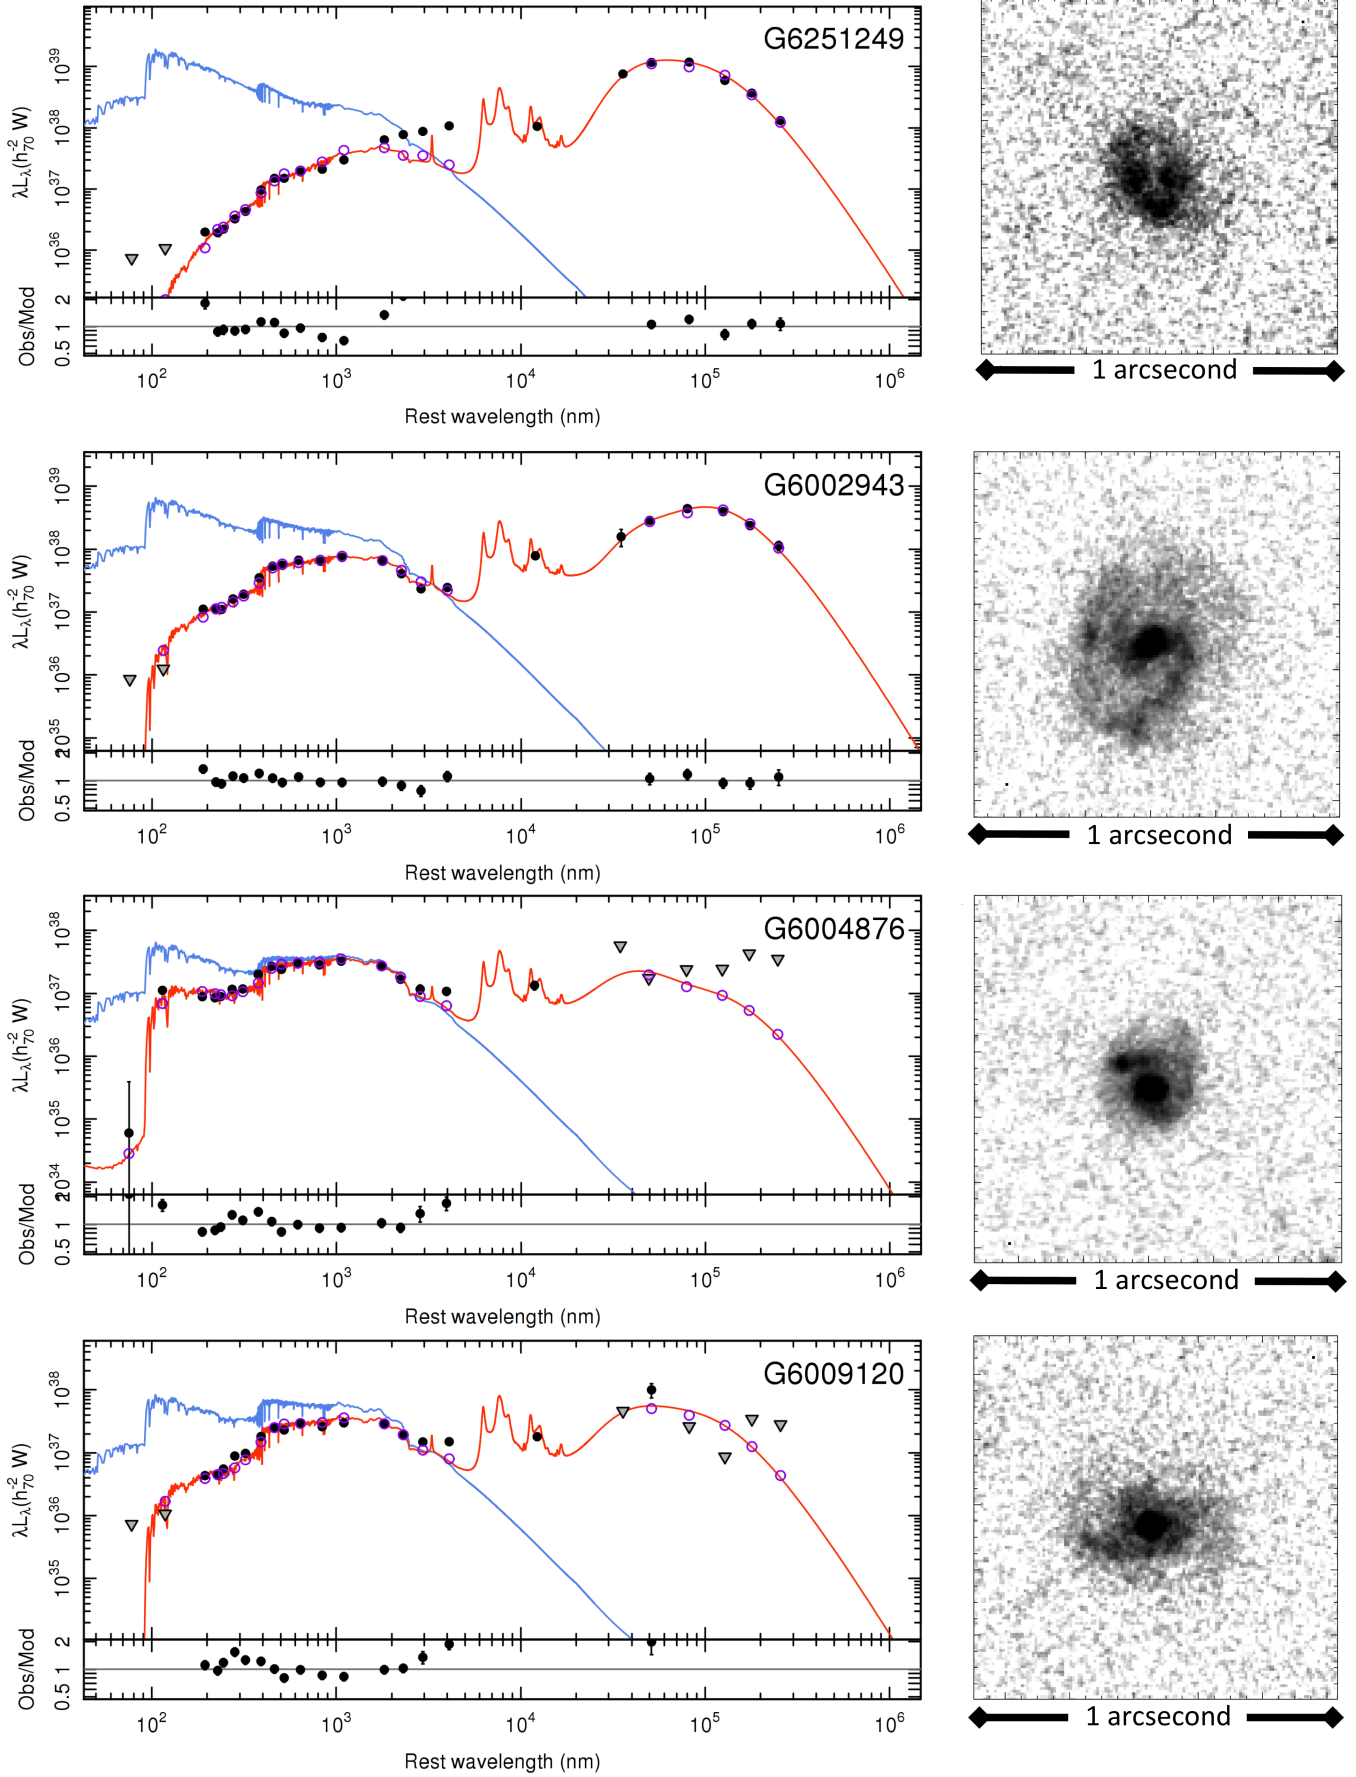 G6251249
λLλ(h70^-2 W)
10^39
10^38
10^37
10^36
Obs/Mod
2
1
0.5
10^2 10^3 10^4 10^5 10^6
Rest wavelength (nm)
1 arcsecond
G6002943
λLλ(h70^-2 W)
10^39
10^38
10^37
10^36
10^35
Obs/Mod
2
1
0.5
10^2 10^3 10^4 10^5 10^6
Rest wavelength (nm)
1 arcsecond
G6004876
λLλ(h70^-2 W)
10^38
10^37
10^36
10^35
10^34
Obs/Mod
2
1
0.5
10^2 10^3 10^4 10^5 10^6
Rest wavelength (nm)
1 arcsecond
G6009120
λLλ(h70^-2 W)
10^38
10^37
10^36
10^35
Obs/Mod
2
1
0.5
10^2 10^3 10^4 10^5 10^6
Rest wavelength (nm)
1 arcsecond